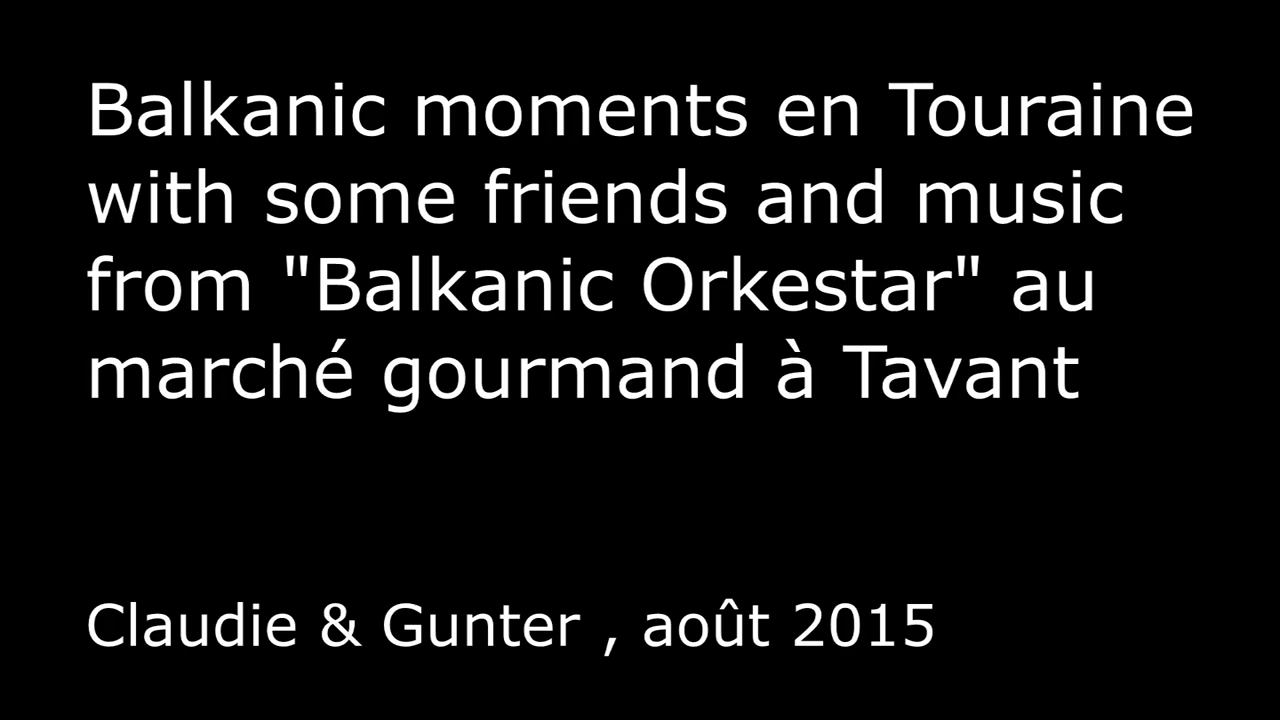 Balkanic moments en Touraine
with some friends and music
from "Balkanic Orkestar" au
marché gourmand à Tavant
Claudie & Gunter , août 2015